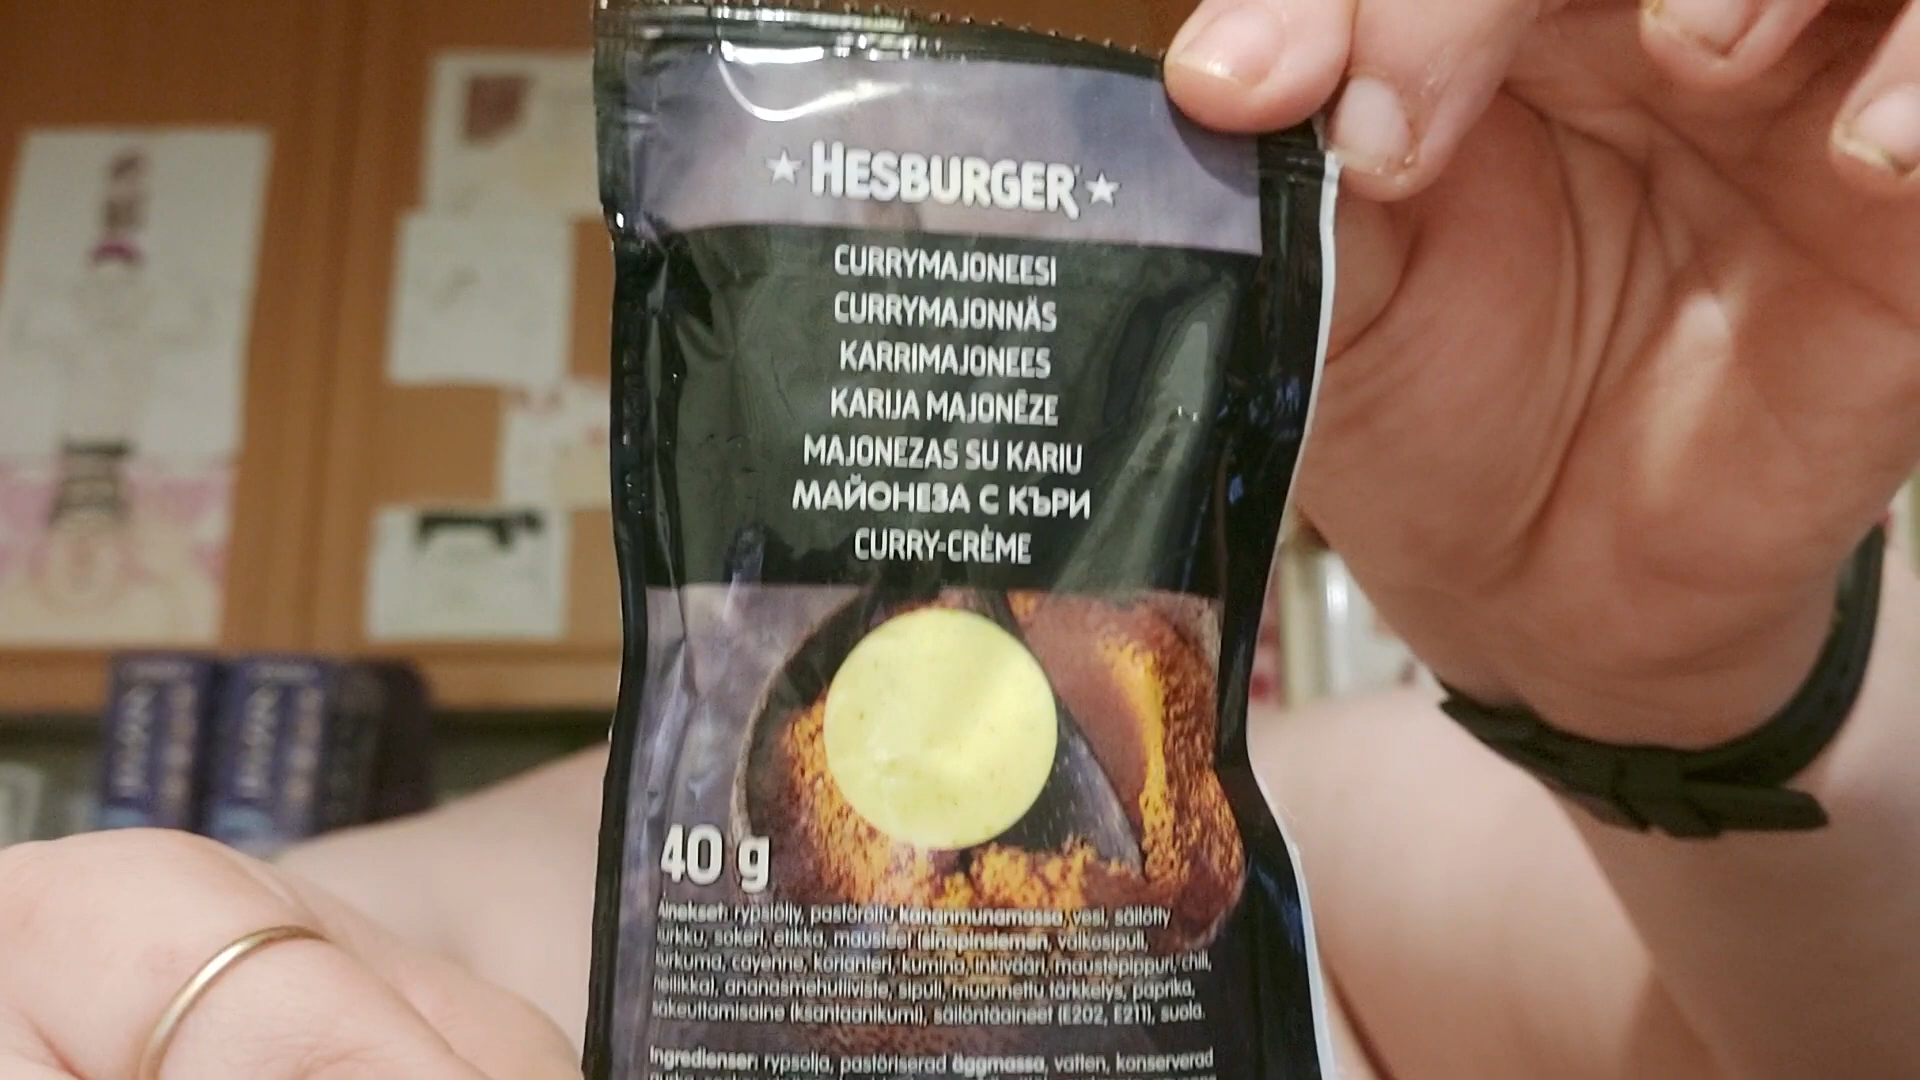 HESBURGER
CURRYMAJONEESI
CURRYMAJONNÄS
KARRIMAJONEES
KARIJA MAJONĒZE
MAJONEZAS SU KARIU
МАЙОНЕЗА С КЪРИ
CURRY-CRÈME
40 g
Ainekset: rypsiöljy, pastöroitu kananmunamassa, vesi, säilötty
kurkku, sokeri, etikka, mausteet (sinapinsiemen, valkosipuli,
kurkuma, cayenne, korianteri, kumina, inkivääri, maustepippuri, chili,
neilikka), ananasmehutiiviste, sipuli, muunnettu tärkkelys, paprika,
sakeuttamisaine (ksantaanikumi), säilöntäaineet (E202, E211), suola.
Ingredienser: rypsolja, pastöriserad äggmassa, vatten, konserverad